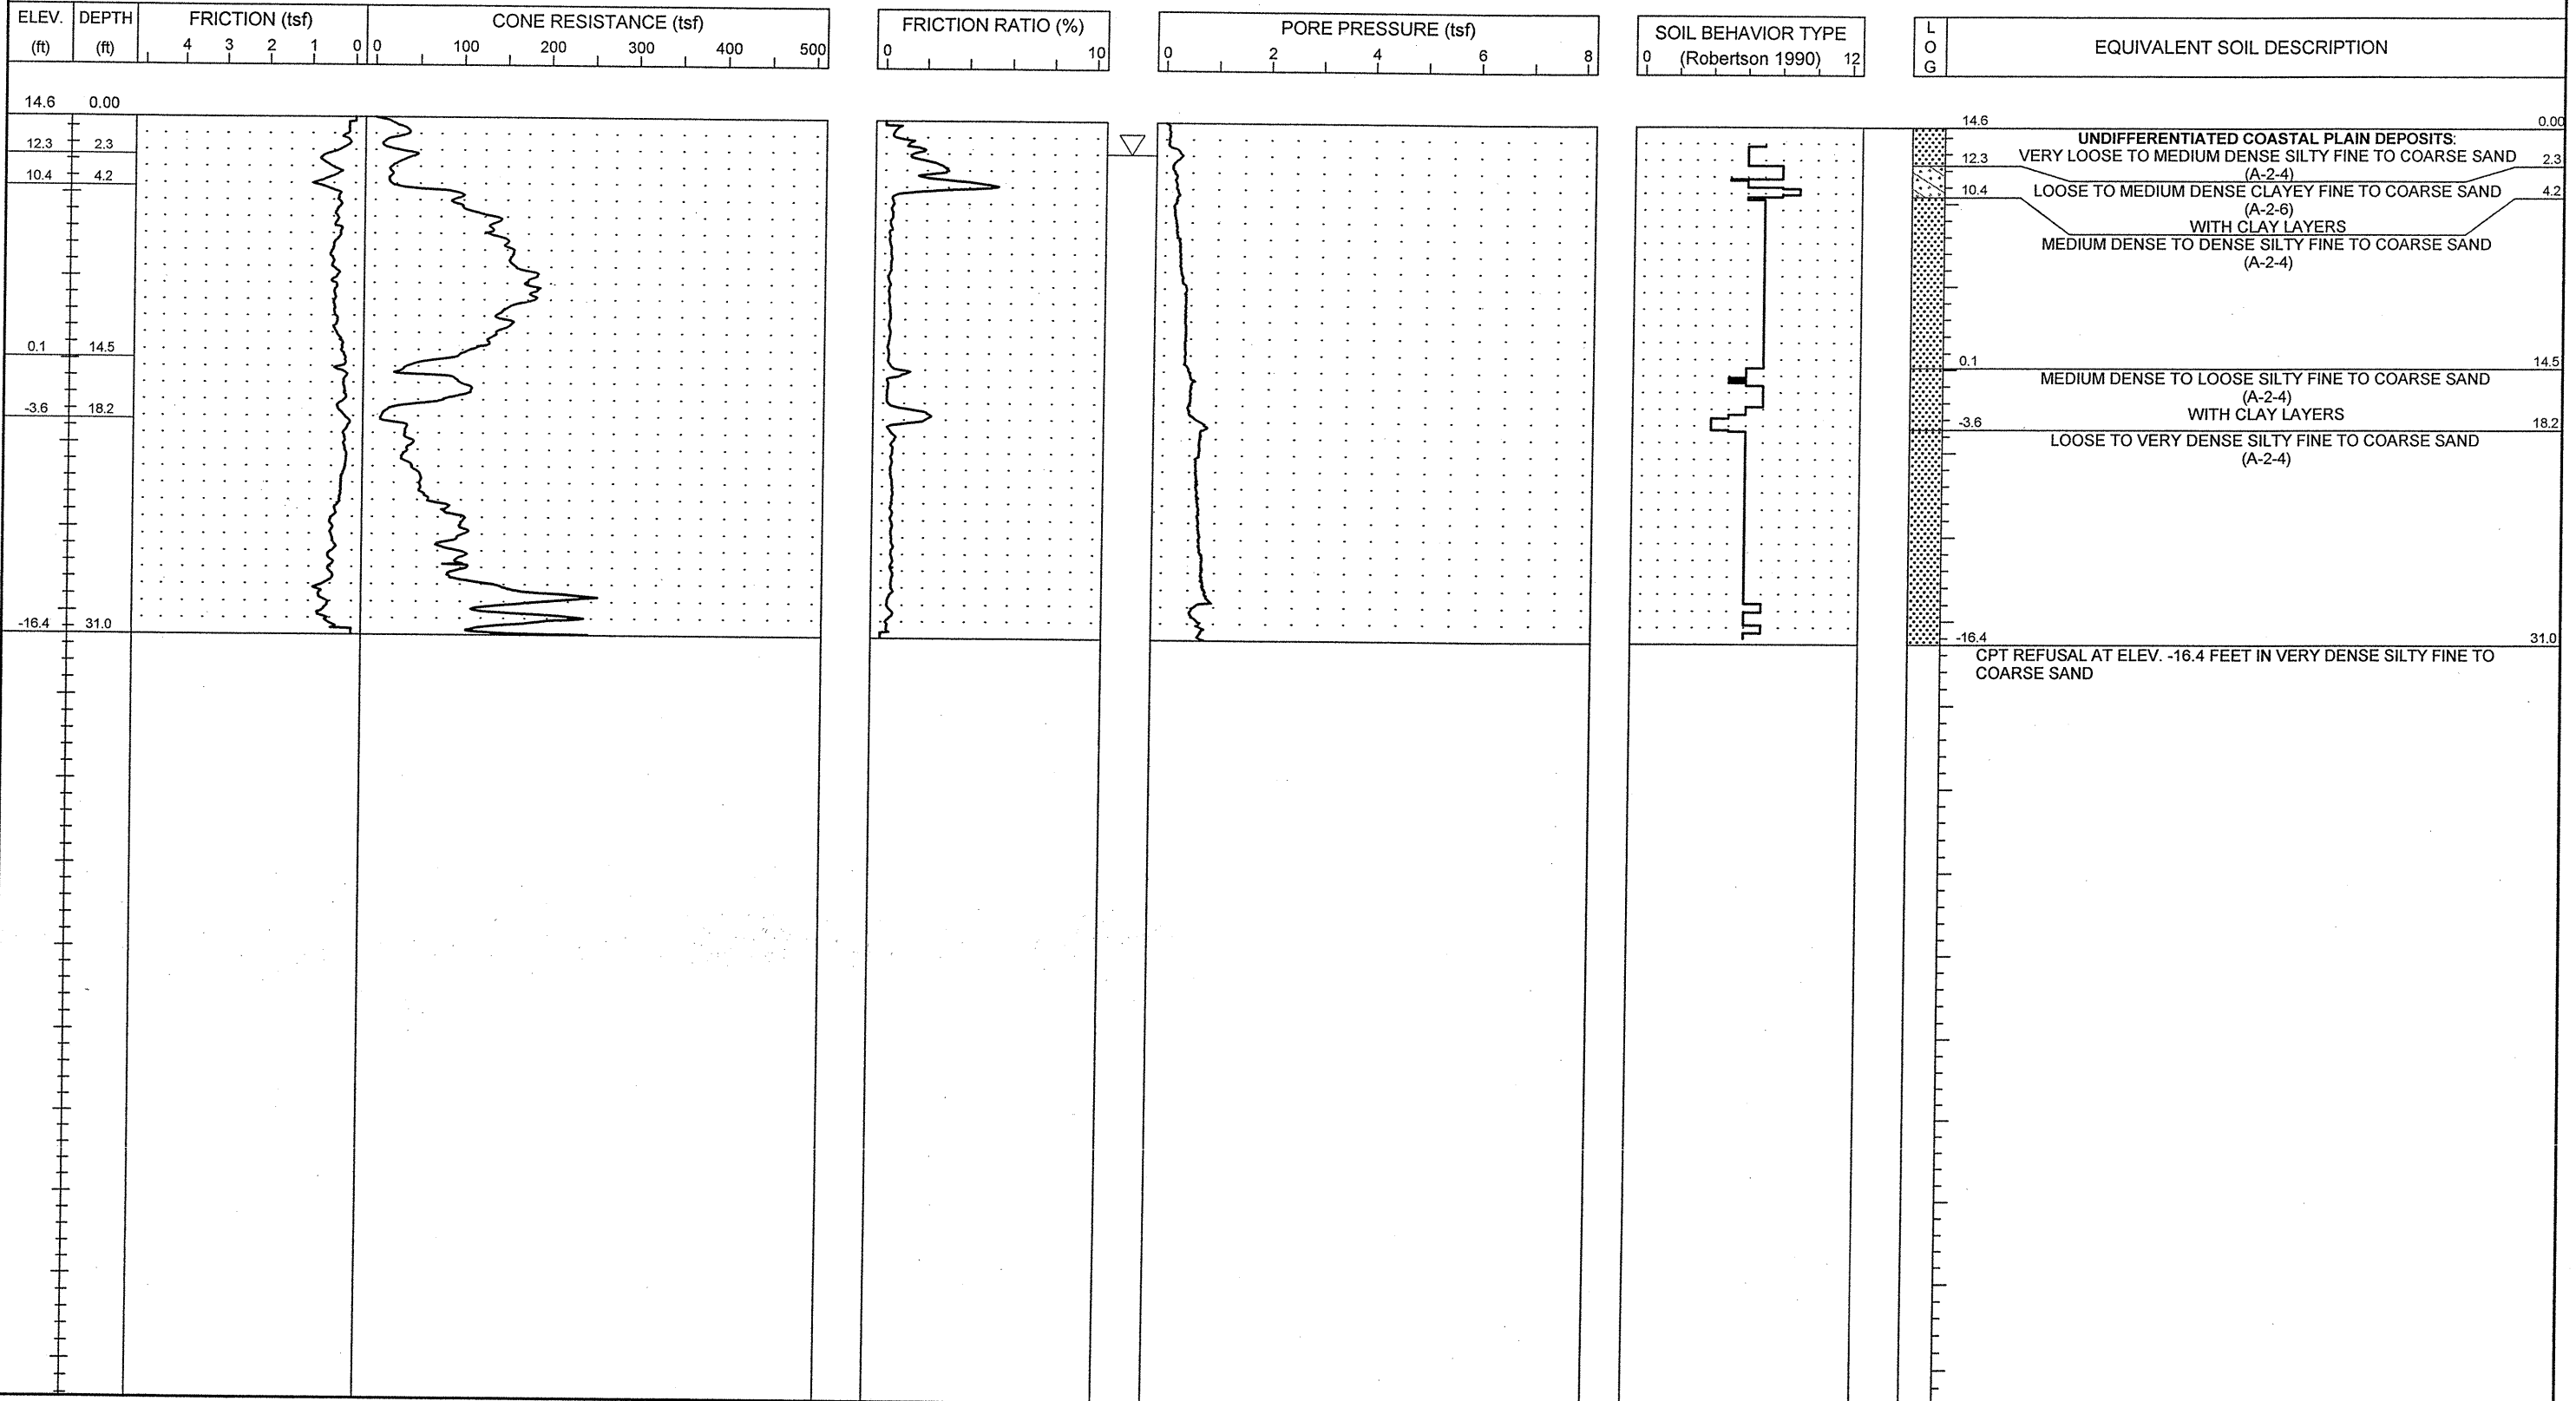 ELEV. DEPTH FRICTION (tsf) CONE RESISTANCE (tsf) FRICTION RATIO (%) PORE PRESSURE (tsf) SOIL BEHAVIOR TYPE L O G EQUIVALENT SOIL DESCRIPTION
(ft) (ft) 4 3 2 1 0 0 100 200 300 400 500 0 10 0 2 4 6 8 0 (Robertson 1990) 12
14.6 0.00
14.6 0.00
UNDIFFERENTIATED COASTAL PLAIN DEPOSITS:
12.3 2.3
12.3 VERY LOOSE TO MEDIUM DENSE SILTY FINE TO COARSE SAND 2.3
(A-2-4)
10.4 4.2
10.4 LOOSE TO MEDIUM DENSE CLAYEY FINE TO COARSE SAND 4.2
(A-2-6)
WITH CLAY LAYERS
MEDIUM DENSE TO DENSE SILTY FINE TO COARSE SAND
(A-2-4)
0.1 14.5
0.1 14.5
MEDIUM DENSE TO LOOSE SILTY FINE TO COARSE SAND
(A-2-4)
WITH CLAY LAYERS
-3.6 18.2
-3.6 18.2
LOOSE TO VERY DENSE SILTY FINE TO COARSE SAND
(A-2-4)
-16.4 31.0
-16.4 31.0
CPT REFUSAL AT ELEV. -16.4 FEET IN VERY DENSE SILTY FINE TO
COARSE SAND